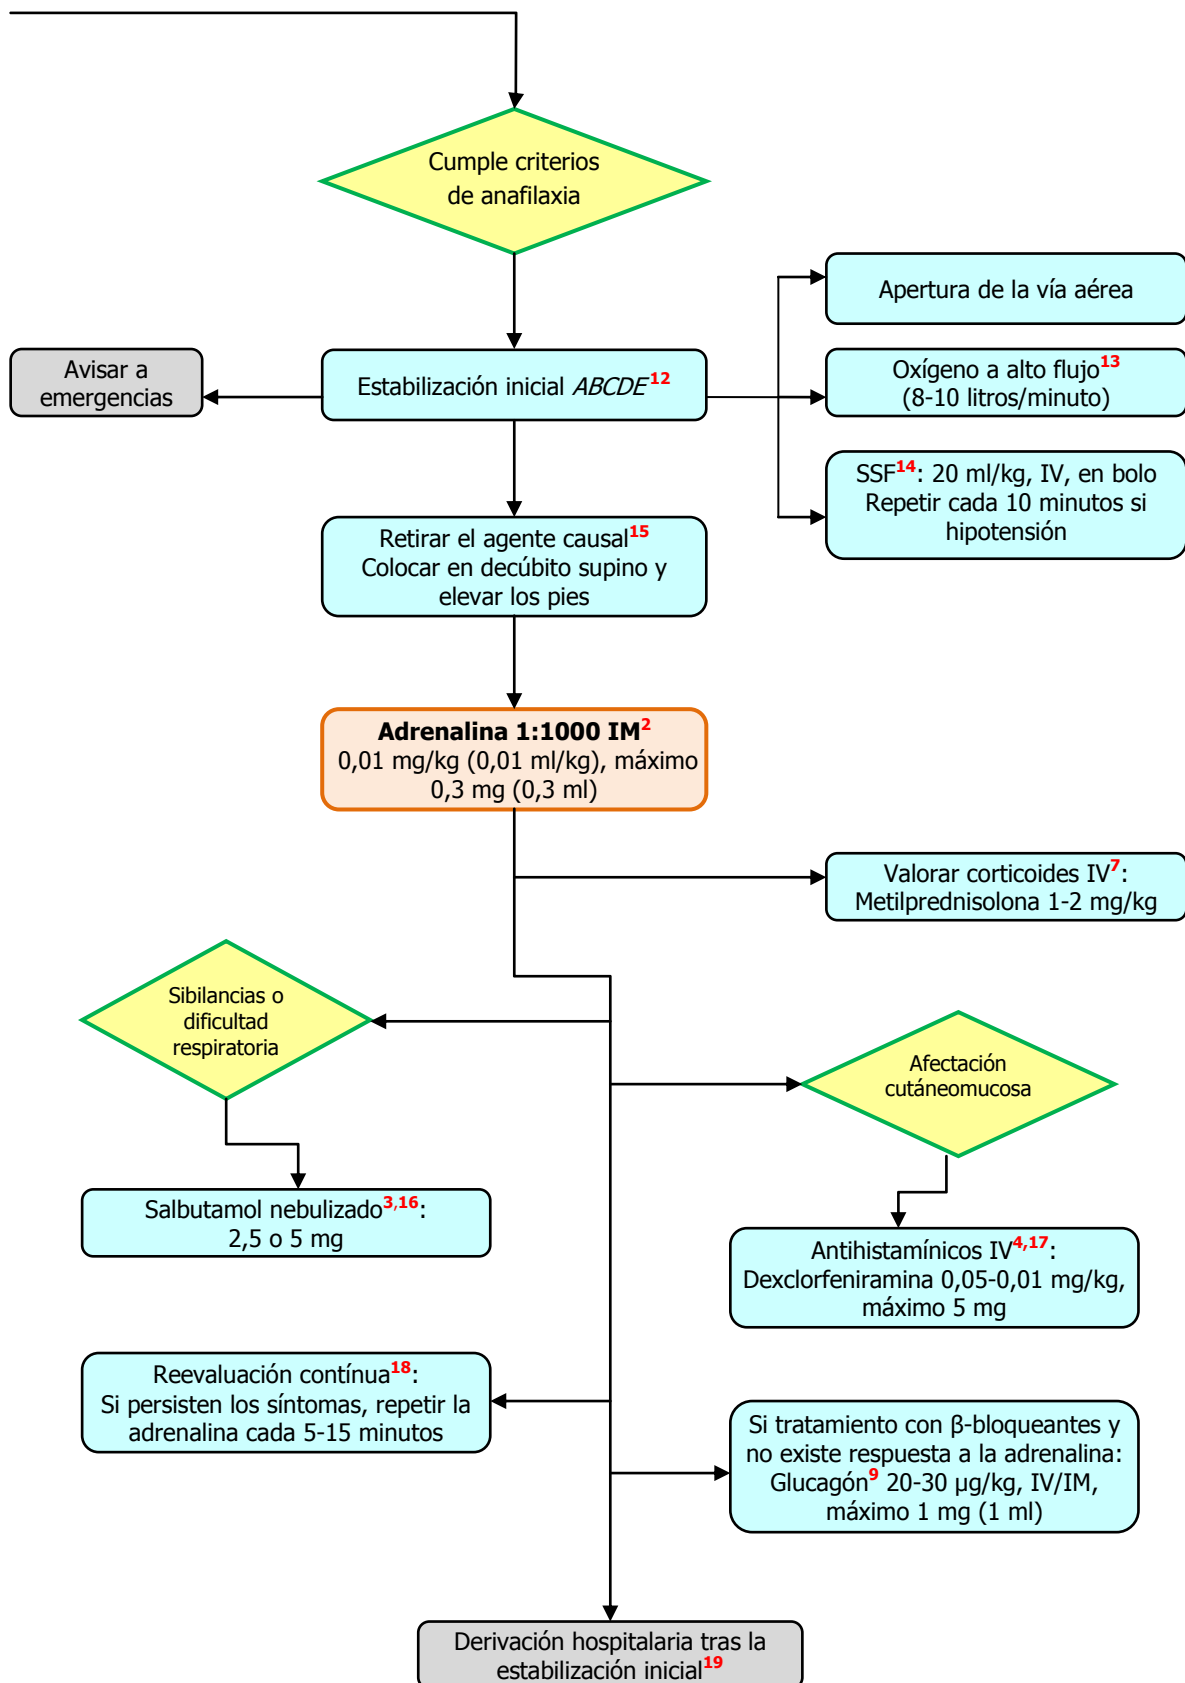 Cumple criterios
de anafilaxia
Apertura de la vía aérea
Avisar a
emergencias
Estabilización inicial ABCDE12
Oxígeno a alto flujo13
(8-10 litros/minuto)
SSF14: 20 ml/kg, IV, en bolo
Repetir cada 10 minutos si
hipotensión
Retirar el agente causal15
Colocar en decúbito supino y
elevar los pies
Adrenalina 1:1000 IM2
0,01 mg/kg (0,01 ml/kg), máximo
0,3 mg (0,3 ml)
Valorar corticoides IV7:
Metilprednisolona 1-2 mg/kg
Sibilancias o
dificultad
respiratoria
Afectación
cutáneomucosa
Salbutamol nebulizado3,16:
2,5 o 5 mg
Antihistamínicos IV4,17:
Dexclorfeniramina 0,05-0,01 mg/kg,
máximo 5 mg
Reevaluación contínua18:
Si persisten los síntomas, repetir la
adrenalina cada 5-15 minutos
Si tratamiento con β-bloqueantes y
no existe respuesta a la adrenalina:
Glucagón9 20-30 µg/kg, IV/IM,
máximo 1 mg (1 ml)
Derivación hospitalaria tras la
estabilización inicial19